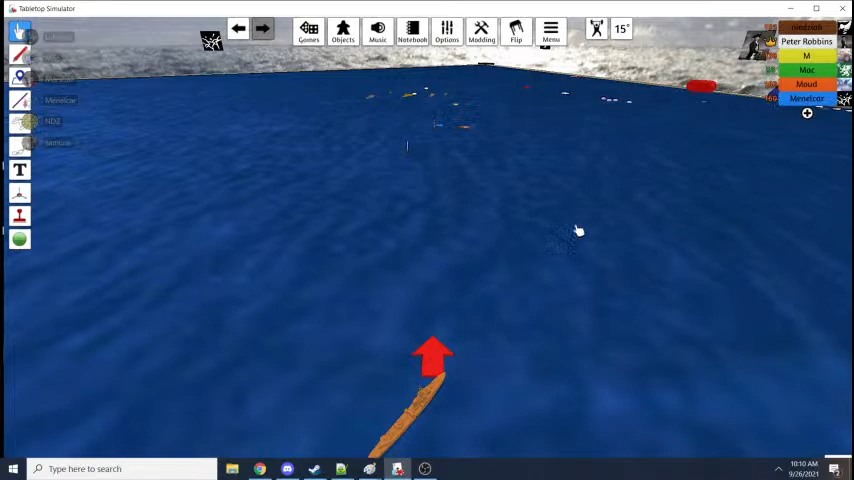 Tabletop Simulator
Games
Objects
Music
Notebook
Options
Modding
Flip
Menu
15°
Peter Robbins
M
Mac
Moud
Menelcar
Menelcar
NDZ
T
Type here to search
10:10 AM
9/26/2021